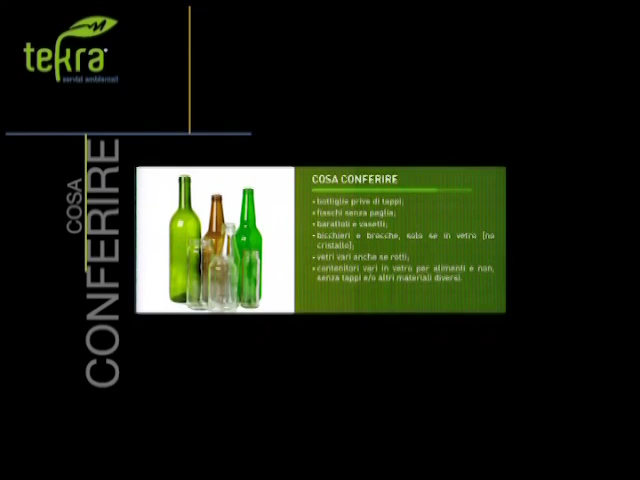 tekra
servizi ambientali
COSA
CONFERIRE
COSA CONFERIRE
• bottiglie prive di tappi;
• fiaschi senza paglia;
• barattoli e vasetti;
• bicchieri e brocche, solo se in vetro (no
cristallo);
• vetri vari anche se rotti;
• contenitori vari in vetro per alimenti e non,
senza tappi e/o altri materiali diversi.